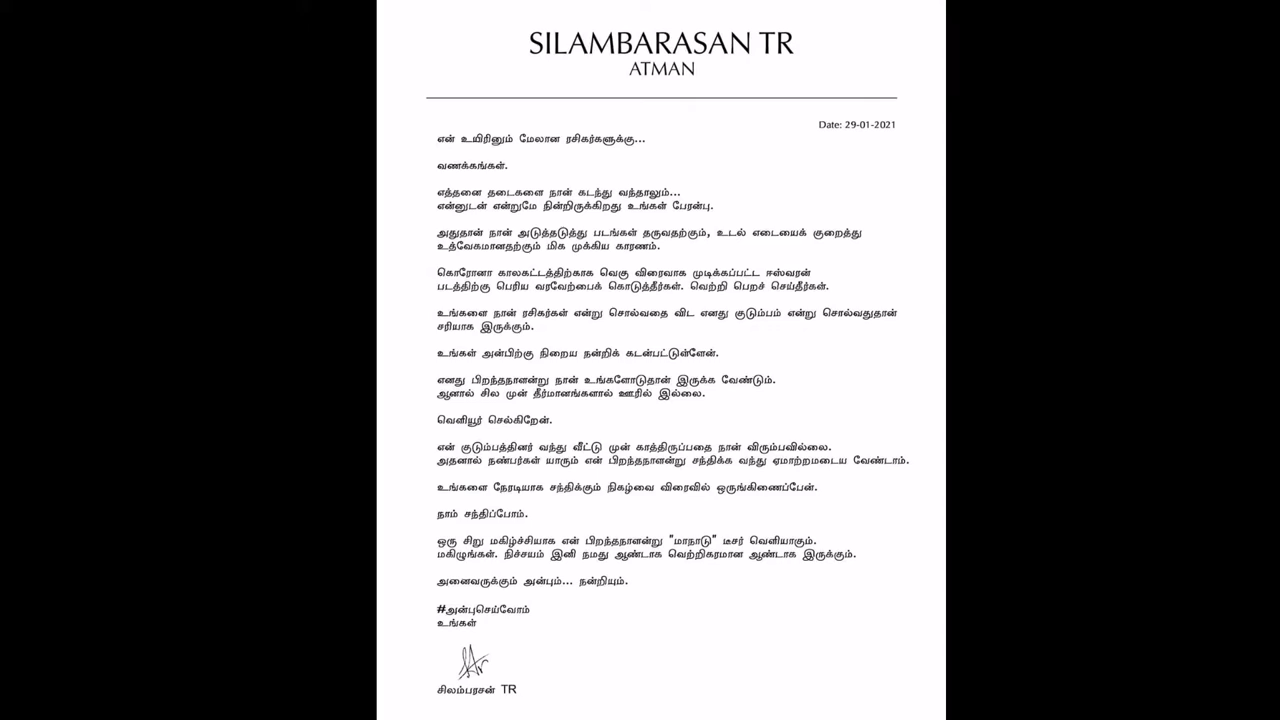 SILAMBARASAN TR
ATMAN
Date: 29-01-2021
என் உயிரினும் மேலான ரசிகர்களுக்கு...
வணக்கங்கள்.
எத்தனை தடைகளை நான் கடந்து வந்தாலும்...
என்னுடன் என்றுமே நின்றிருக்கிறது உங்கள் பேரன்பு.
அதுதான் நான் அடுத்தடுத்து படங்கள் தருவதற்கும், உடல் எடையைக் குறைத்து
உத்வேகமானதற்கும் மிக முக்கிய காரணம்.
கொரோனா காலகட்டத்திற்காக வெகு விரைவாக முடிக்கப்பட்ட ஈஸ்வரன்
படத்திற்கு பெரிய வரவேற்பைக் கொடுத்தீர்கள். வெற்றி பெறச் செய்தீர்கள்.
உங்களை நான் ரசிகர்கள் என்று சொல்வதை விட எனது குடும்பம் என்று சொல்வதுதான்
சரியாக இருக்கும்.
உங்கள் அன்பிற்கு நிறைய நன்றிக் கடன்பட்டுள்ளேன்.
எனது பிறந்தநாளன்று நான் உங்களோடுதான் இருக்க வேண்டும்.
ஆனால் சில முன் தீர்மானங்களால் ஊரில் இல்லை.
வெளியூர் செல்கிறேன்.
என் குடும்பத்தினர் வந்து வீட்டு முன் காத்திருப்பதை நான் விரும்பவில்லை.
அதனால் நண்பர்கள் யாரும் என் பிறந்தநாளன்று சந்திக்க வந்து ஏமாற்றமடைய வேண்டாம்.
உங்களை நேரடியாக சந்திக்கும் நிகழ்வை விரைவில் ஒருங்கிணைப்பேன்.
நாம் சந்திப்போம்.
ஒரு சிறு மகிழ்ச்சியாக என் பிறந்தநாளன்று "மாநாடு" டீசர் வெளியாகும்.
மகிழுங்கள். நிச்சயம் இனி நமது ஆண்டாக வெற்றிகரமான ஆண்டாக இருக்கும்.
அனைவருக்கும் அன்பும்... நன்றியும்.
#அன்புசெய்வோம்
உங்கள்
சிலம்பரசன் TR